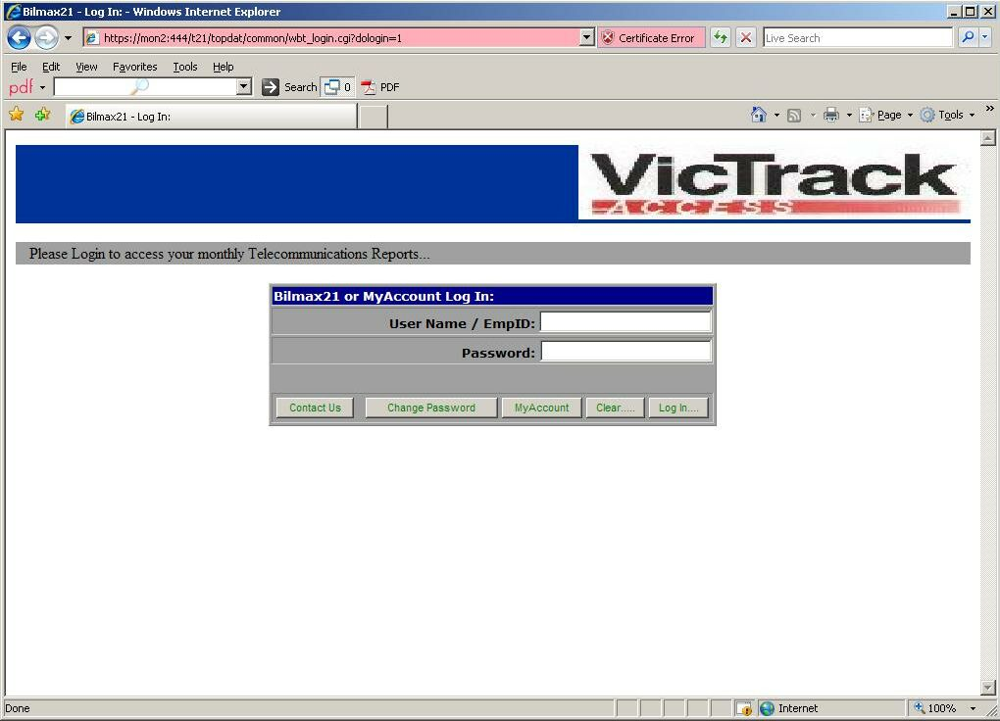 Bilmax21 - Log In: - Windows Internet Explorer
https://mon2:444/t21/topdat/common/wbt_login.cgi?dologin=1 Certificate Error Live Search
File Edit View Favorites Tools Help
pdf Search 0 PDF
Bilmax21 - Log In: Page Tools »
VicTrack
ACCESS
Please Login to access your monthly Telecommunications Reports...
Bilmax21 or MyAccount Log In:
User Name / EmpID:
Password:
Contact Us Change Password MyAccount Clear..... Log In....
Done Internet 100%